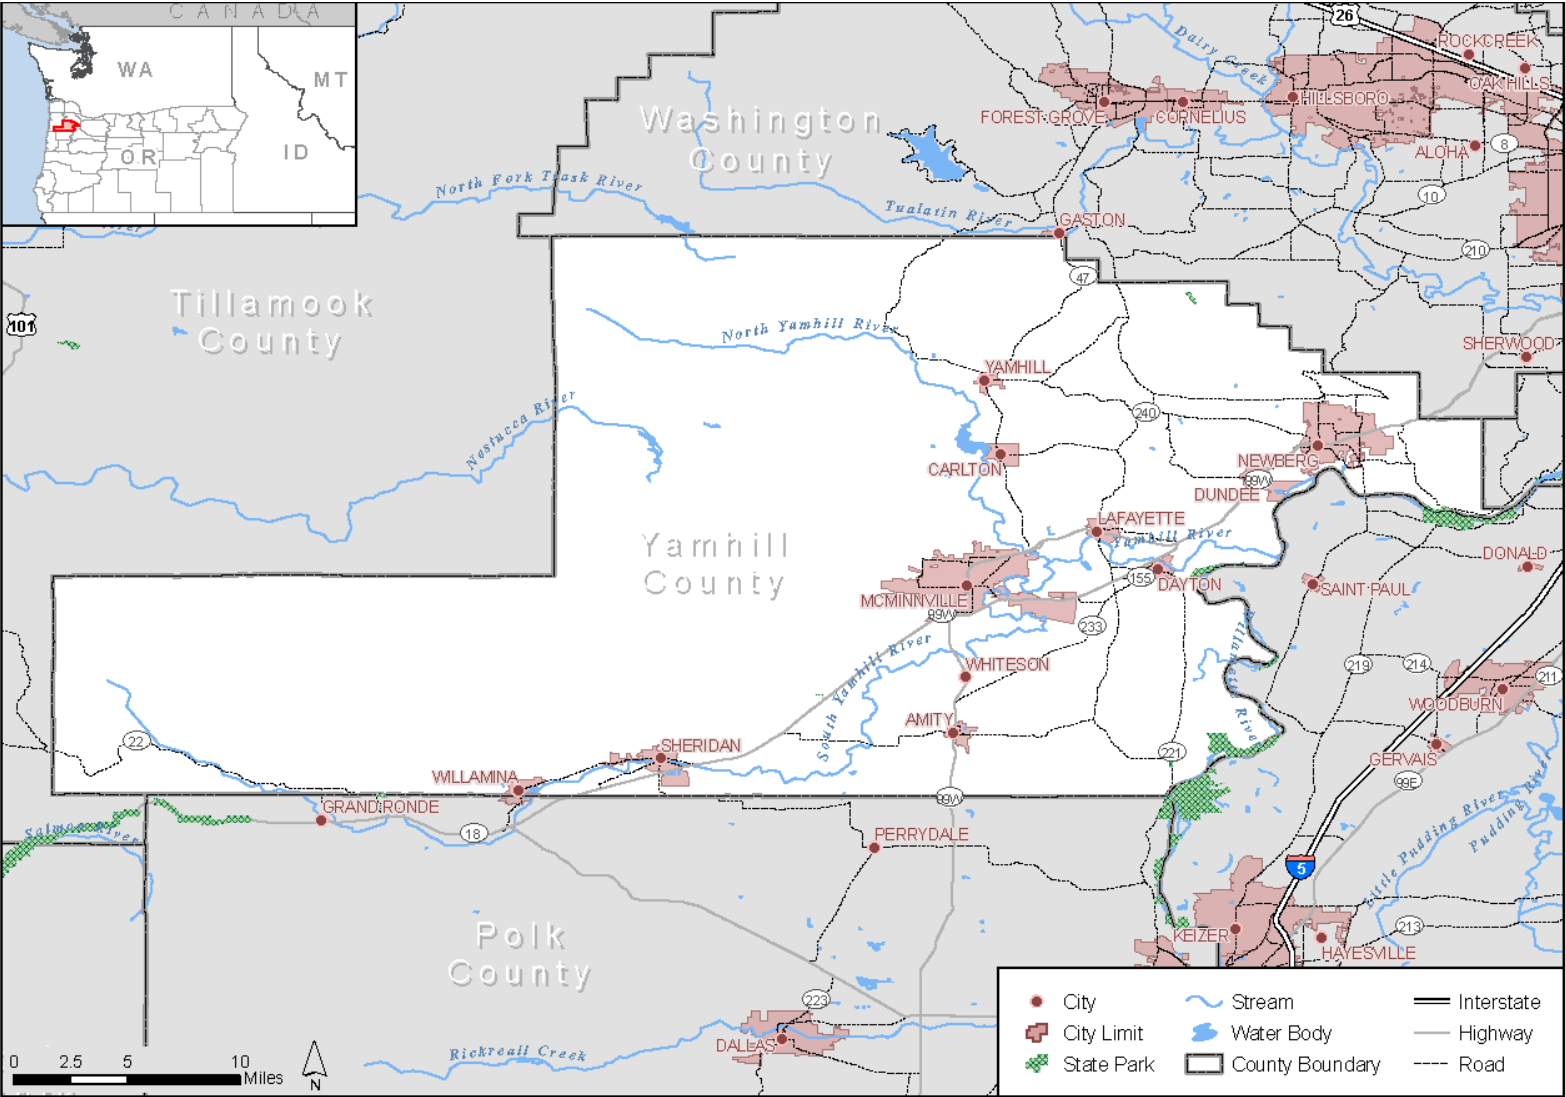 CANADA
WA
MT
OR
ID
26
ROCKCREEK
OAK HILLS
Dairy Creek
HILLSBORO
FOREST GROVE
CORNELIUS
ALOHA
8
10
210
Washington
County
North Fork Trask River
Tualatin River
GASTON
47
River
Tillamook
County
101
North Yamhill River
YAMHILL
SHERWOOD
240
Nestucca River
CARLTON
NEWBERG
99W
DUNDEE
LAFAYETTE
Yamhill River
Yamhill
County
MCMINNVILLE
99W
155
DAYTON
DONALD
SAINT PAUL
233
Willamette River
219
214
211
WOODBURN
WHITESON
South Yamhill River
AMITY
221
GERVAIS
99E
22
SHERIDAN
WILLAMINA
99W
GRAND RONDE
Salmon River
18
PERRYDALE
5
Little Pudding River
Pudding River
213
KEIZER
HAYESVILLE
Polk
County
223
DALLAS
Rickreall Creek
0 2.5 5 10
Miles
N
City
Stream
Interstate
City Limit
Water Body
Highway
State Park
County Boundary
Road